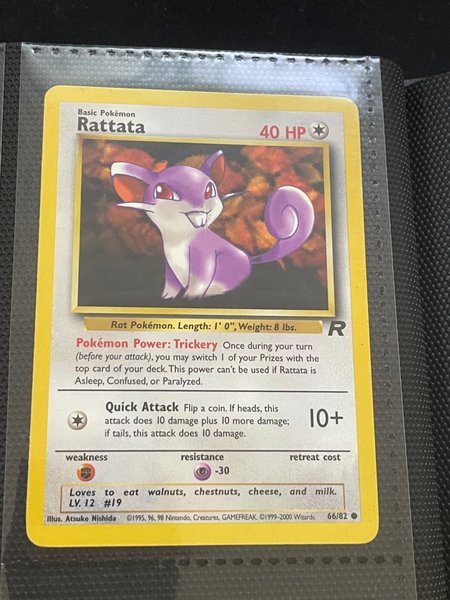 Basic Pokémon
Rattata
40 HP
Rat Pokémon. Length: 1' 0", Weight: 8 lbs.
R
Pokémon Power: Trickery Once during your turn
(before your attack), you may switch 1 of your Prizes with the
top card of your deck. This power can't be used if Rattata is
Asleep, Confused, or Paralyzed.
Quick Attack Flip a coin. If heads, this
attack does 10 damage plus 10 more damage;
if tails, this attack does 10 damage.
10+
weakness
resistance
retreat cost
-30
Loves to eat walnuts, chestnuts, cheese, and milk.
LV. 12 #19
Illus. Atsuko Nishida ©1995, 96, 98 Nintendo, Creatures, GAMEFREAK. ©1999-2000 Wizards. 66/82